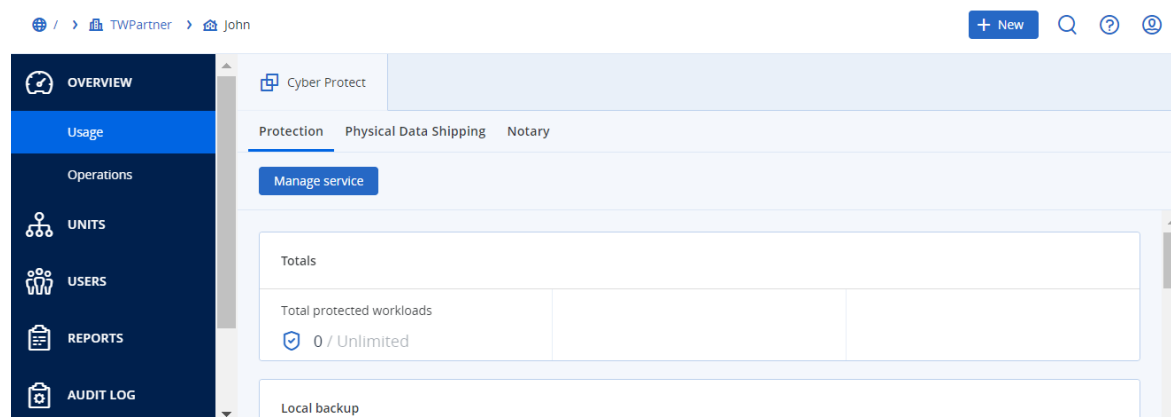 / > TWPartner > John
+ New
OVERVIEW
Usage
Operations
UNITS
USERS
REPORTS
AUDIT LOG
Cyber Protect
Protection Physical Data Shipping Notary
Manage service
Totals
Total protected workloads
0 / Unlimited
Local backup